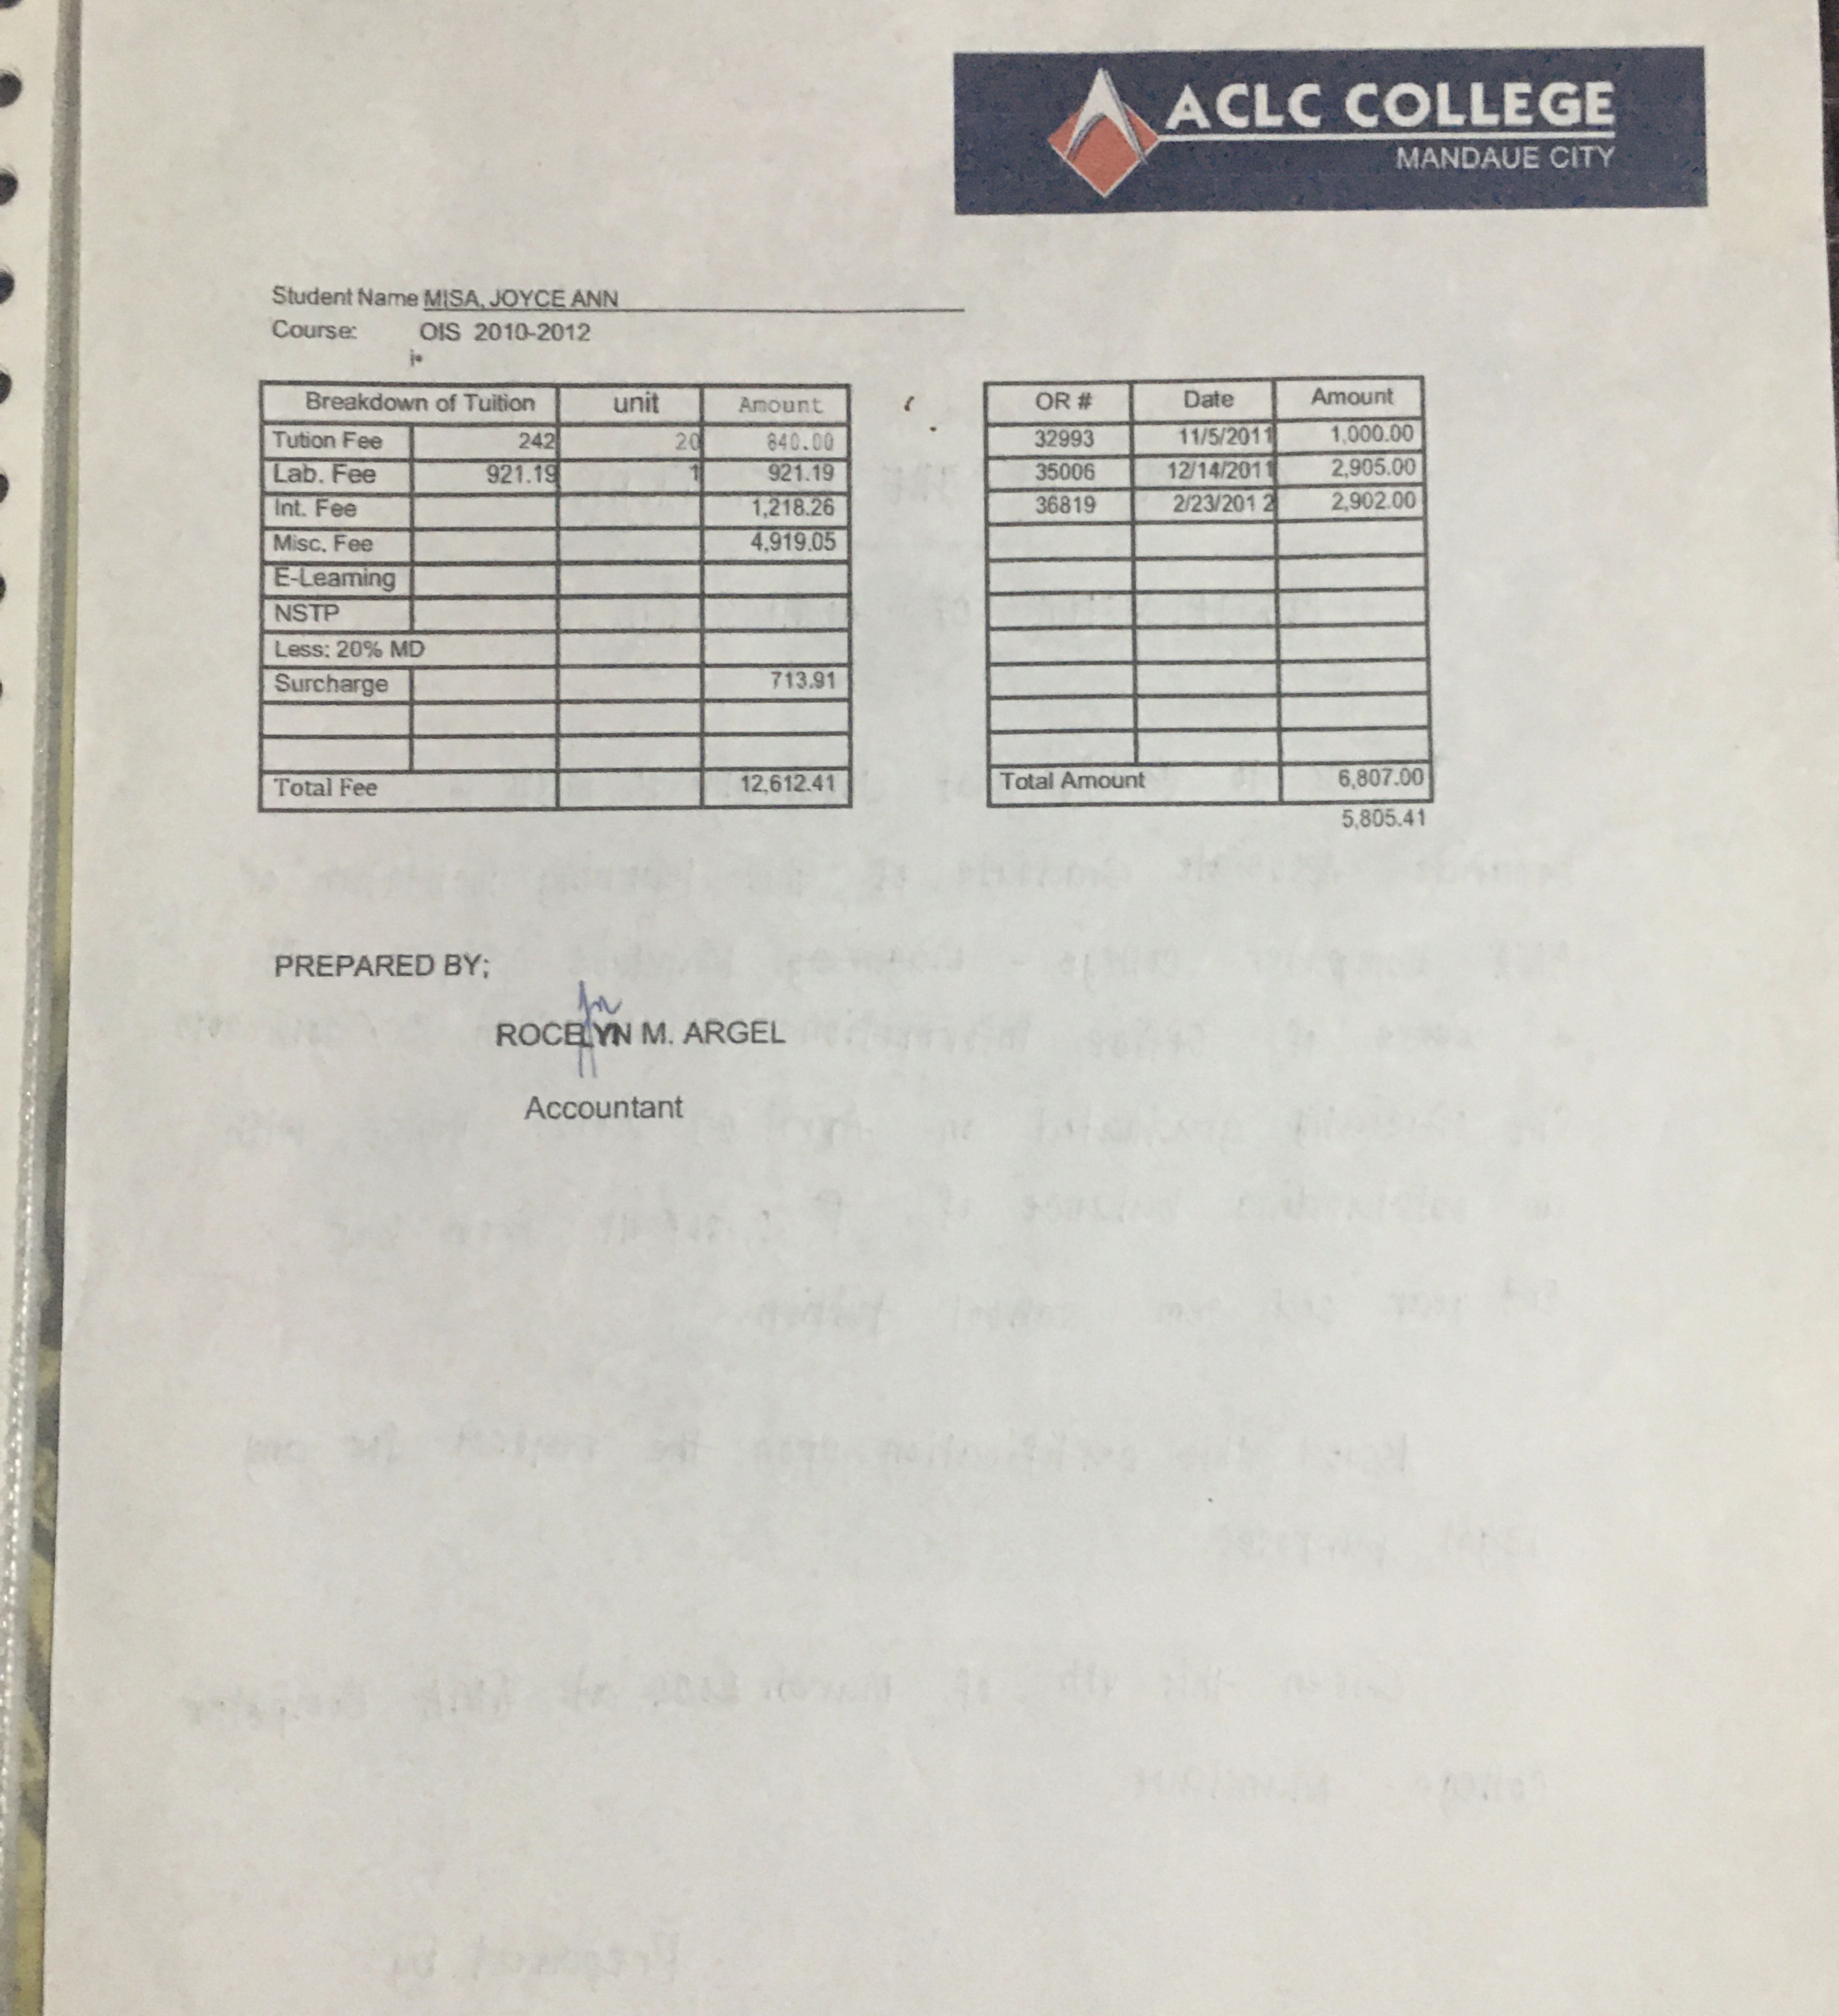 ACLC COLLEGE
MANDAUE CITY
Student Name MISA, JOYCE ANN
Course: OIS 2010-2012
Breakdown of Tuition unit Amount
Tution Fee 242 20 840.00
Lab. Fee 921.19 1 921.19
Int. Fee 1,218.26
Misc. Fee 4,919.05
E-Learning
NSTP
Less: 20% MD
Surcharge 713.91
Total Fee 12,612.41
OR # Date Amount
32993 11/5/2011 1,000.00
35006 12/14/2011 2,905.00
36819 2/23/2012 2,902.00
Total Amount 6,807.00
5,805.41
PREPARED BY;
ROCELYN M. ARGEL
Accountant